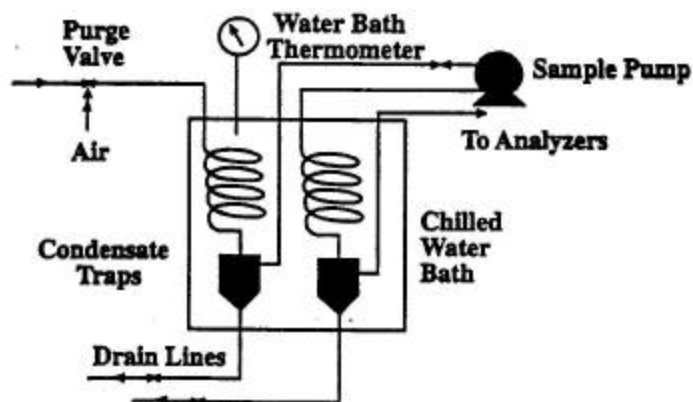 Purge
Valve
Water Bath
Thermometer
Sample Pump
Air
To Analyzers
Condensate
Traps
Chilled
Water
Bath
Drain Lines